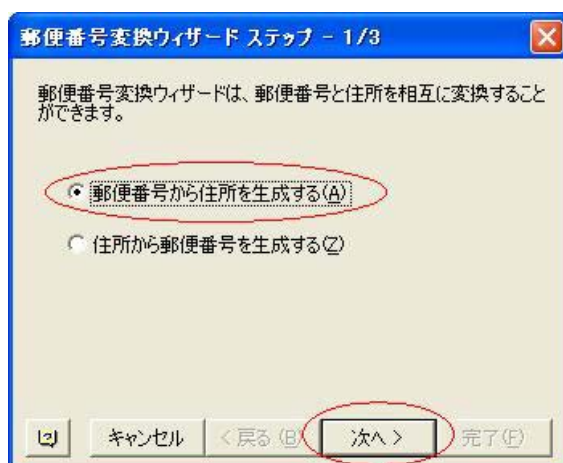 郵便番号変換ウィザード ステップ - 1/3
郵便番号変換ウィザードは、郵便番号と住所を相互に変換すること
ができます。
郵便番号から住所を生成する(A)
住所から郵便番号を生成する(Z)
キャンセル < 戻る (B) 次へ > 完了(F)